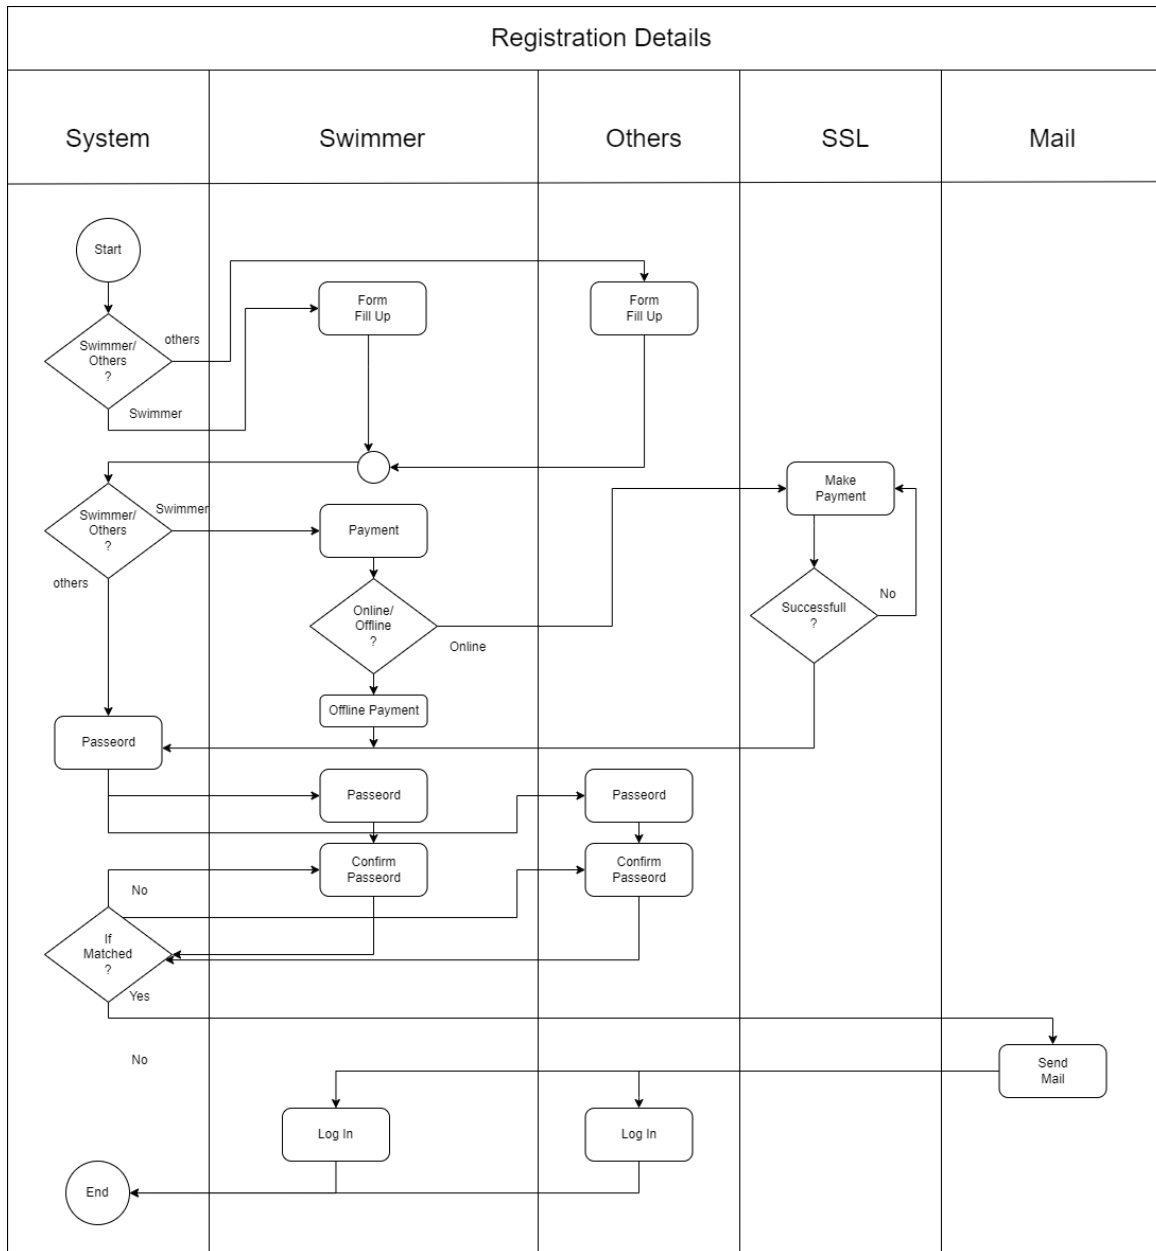 Registration Details
System
Swimmer
Others
SSL
Mail
Start
Form
Fill Up
Form
Fill Up
others
Swimmer/
Others
?
Swimmer
Make
Payment
Swimmer
Swimmer/
Others
?
Payment
others
Online/
Offline
?
Online
Successfull
?
No
Offline Payment
Passeord
Passeord
Passeord
Confirm
Passeord
Confirm
Passeord
No
If
Matched
?
Yes
No
Send
Mail
Log In
Log In
End